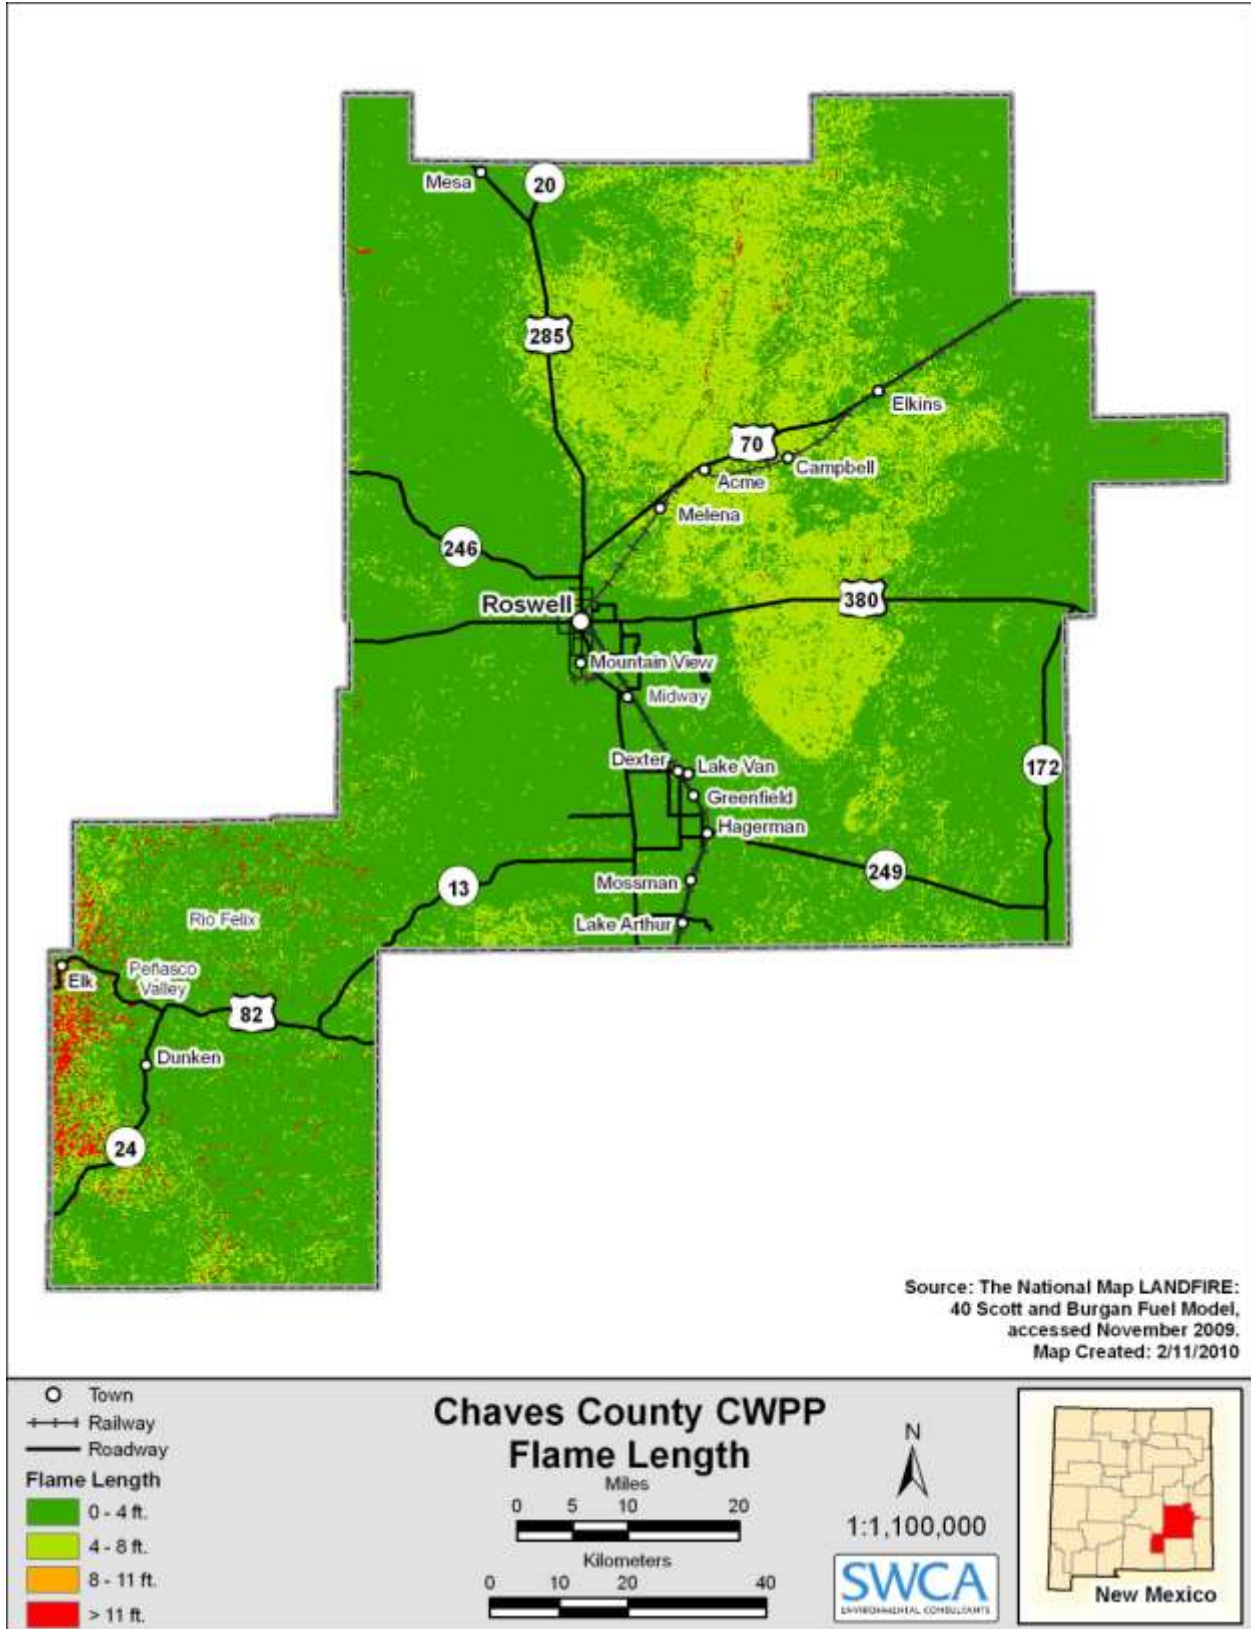 Mesa
20
285
Elkins
70
Campbell
Acme
Melena
246
Roswell
380
Mountain View
Midway
Dexter
Lake Van
172
Greenfield
Hagerman
249
13
Mossman
Rio Felix
Lake Arthur
Peñasco
Valley
Elk
82
Dunken
24
Source: The National Map LANDFIRE:
40 Scott and Burgan Fuel Model,
accessed November 2009.
Map Created: 2/11/2010
Town
Railway
Roadway
Flame Length
0 - 4 ft.
4 - 8 ft.
8 - 11 ft.
> 11 ft.
Chaves County CWPP
Flame Length
Miles
0 5 10 20
Kilometers
0 10 20 40
N
1:1,100,000
SWCA
ENVIRONMENTAL CONSULTANTS
New Mexico